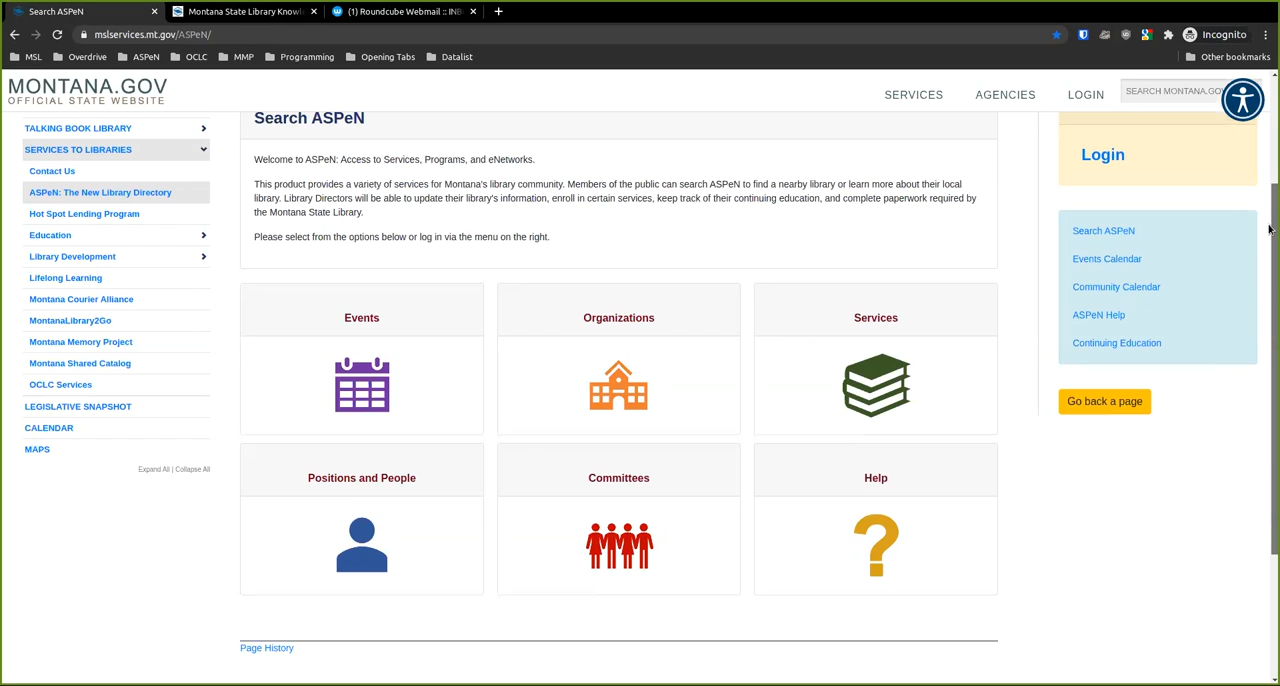 Search ASPeN
Montana State Library Knowl
(1) Roundcube Webmail :: INB
mslservices.mt.gov/ASPeN/
Incognito
MSL
Overdrive
ASPeN
OCLC
MMP
Programming
Opening Tabs
Datalist
Other bookmarks
MONTANA.GOV
OFFICIAL STATE WEBSITE
SERVICES
AGENCIES
LOGIN
SEARCH MONTANA.GOV
TALKING BOOK LIBRARY
SERVICES TO LIBRARIES
Contact Us
ASPeN: The New Library Directory
Hot Spot Lending Program
Education
Library Development
Lifelong Learning
Montana Courier Alliance
MontanaLibrary2Go
Montana Memory Project
Montana Shared Catalog
OCLC Services
LEGISLATIVE SNAPSHOT
CALENDAR
MAPS
Expand All | Collapse All
Search ASPeN
Welcome to ASPeN: Access to Services, Programs, and eNetworks.
This product provides a variety of services for Montana's library community. Members of the public can search ASPeN to find a nearby library or learn more about their local
library. Library Directors will be able to update their library's information, enroll in certain services, keep track of their continuing education, and complete paperwork required by
the Montana State Library.
Please select from the options below or log in via the menu on the right.
Events
Organizations
Services
Positions and People
Committees
Help
Page History
Login
Search ASPeN
Events Calendar
Community Calendar
ASPeN Help
Continuing Education
Go back a page